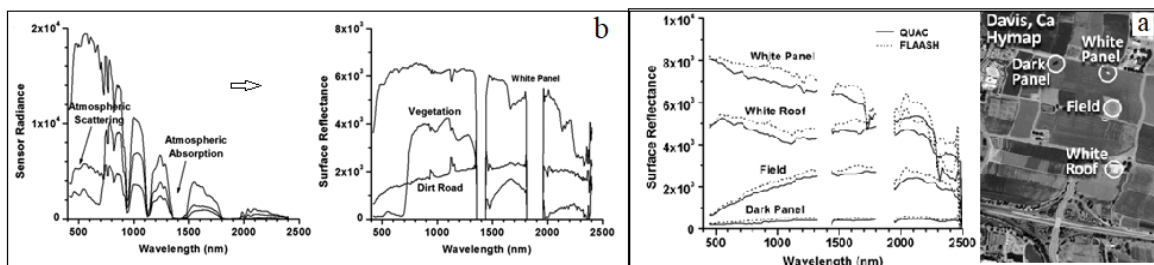 b
2x10⁴
1x10⁴
0
Sensor Radiance
Atmospheric
Scattering
Atmospheric
Absorption
500 1000 1500 2000 2500
Wavelength (nm)
8x10³
6x10³
4x10³
2x10³
0
Surface Reflectance
White Panel
Vegetation
Dirt Road
500 1000 1500 2000 2500
Wavelength (nm)
1x10⁴
8x10³
6x10³
4x10³
2x10³
0
Surface Reflectance
QUAC
FLAASH
White Panel
White Roof
Field
Dark Panel
500 1000 1500 2000 2500
Wavelength (nm)
a
Davis, Ca
Hymap
White
Panel
Dark
Panel
Field
White
Roof